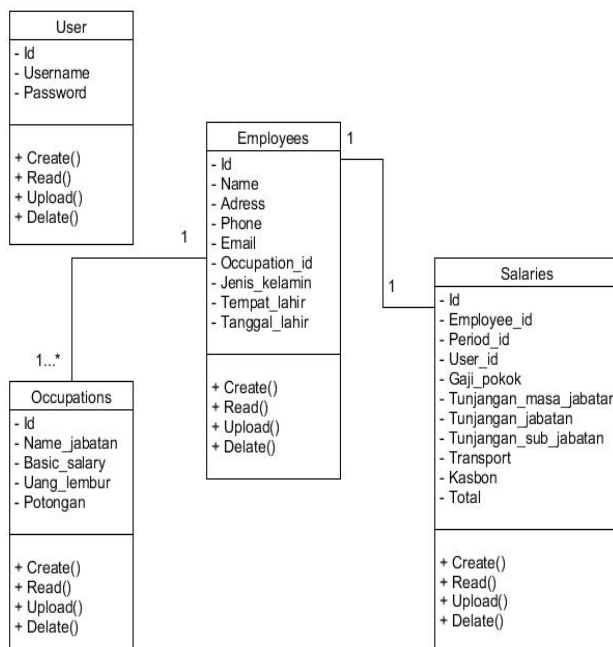 User
- Id
- Username
- Password
+ Create()
+ Read()
+ Upload()
+ Delate()
Employees
- Id
- Name
- Adress
- Phone
- Email
- Occupation_id
- Jenis_kelamin
- Tempat_lahir
- Tanggal_lahir
+ Create()
+ Read()
+ Upload()
+ Delate()
1
1
1
1...*
Occupations
- Id
- Name_jabatan
- Basic_salary
- Uang_lembur
- Potongan
+ Create()
+ Read()
+ Upload()
+ Delate()
Salaries
- Id
- Employee_id
- Period_id
- User_id
- Gaji_pokok
- Tunjangan_masa_jabatan
- Tunjangan_jabatan
- Tunjangan_sub_jabatan
- Transport
- Kasbon
- Total
+ Create()
+ Read()
+ Upload()
+ Delate()